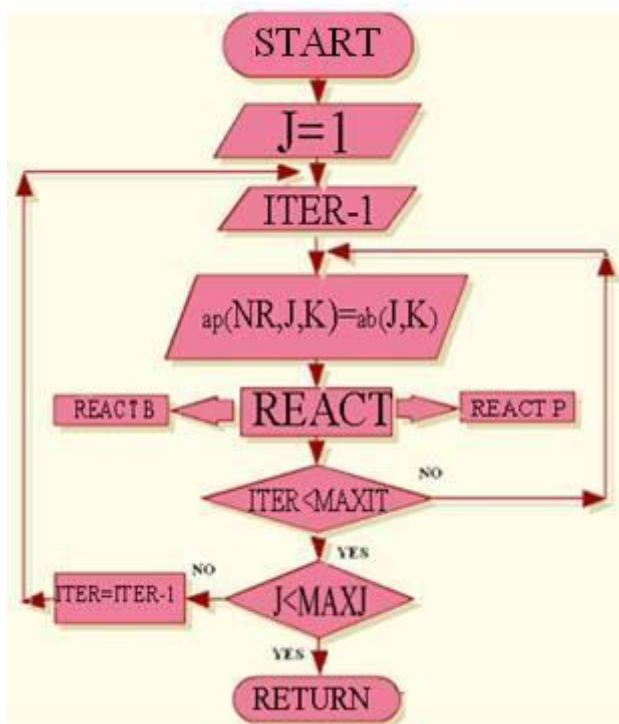 START
J=1
ITER-1
ap(NR,J,K)=ab(J,K)
REACT B
REACT
REACT P
NO
ITER<MAXIT
YES
NO
ITER=ITER-1
J<MAXJ
YES
RETURN